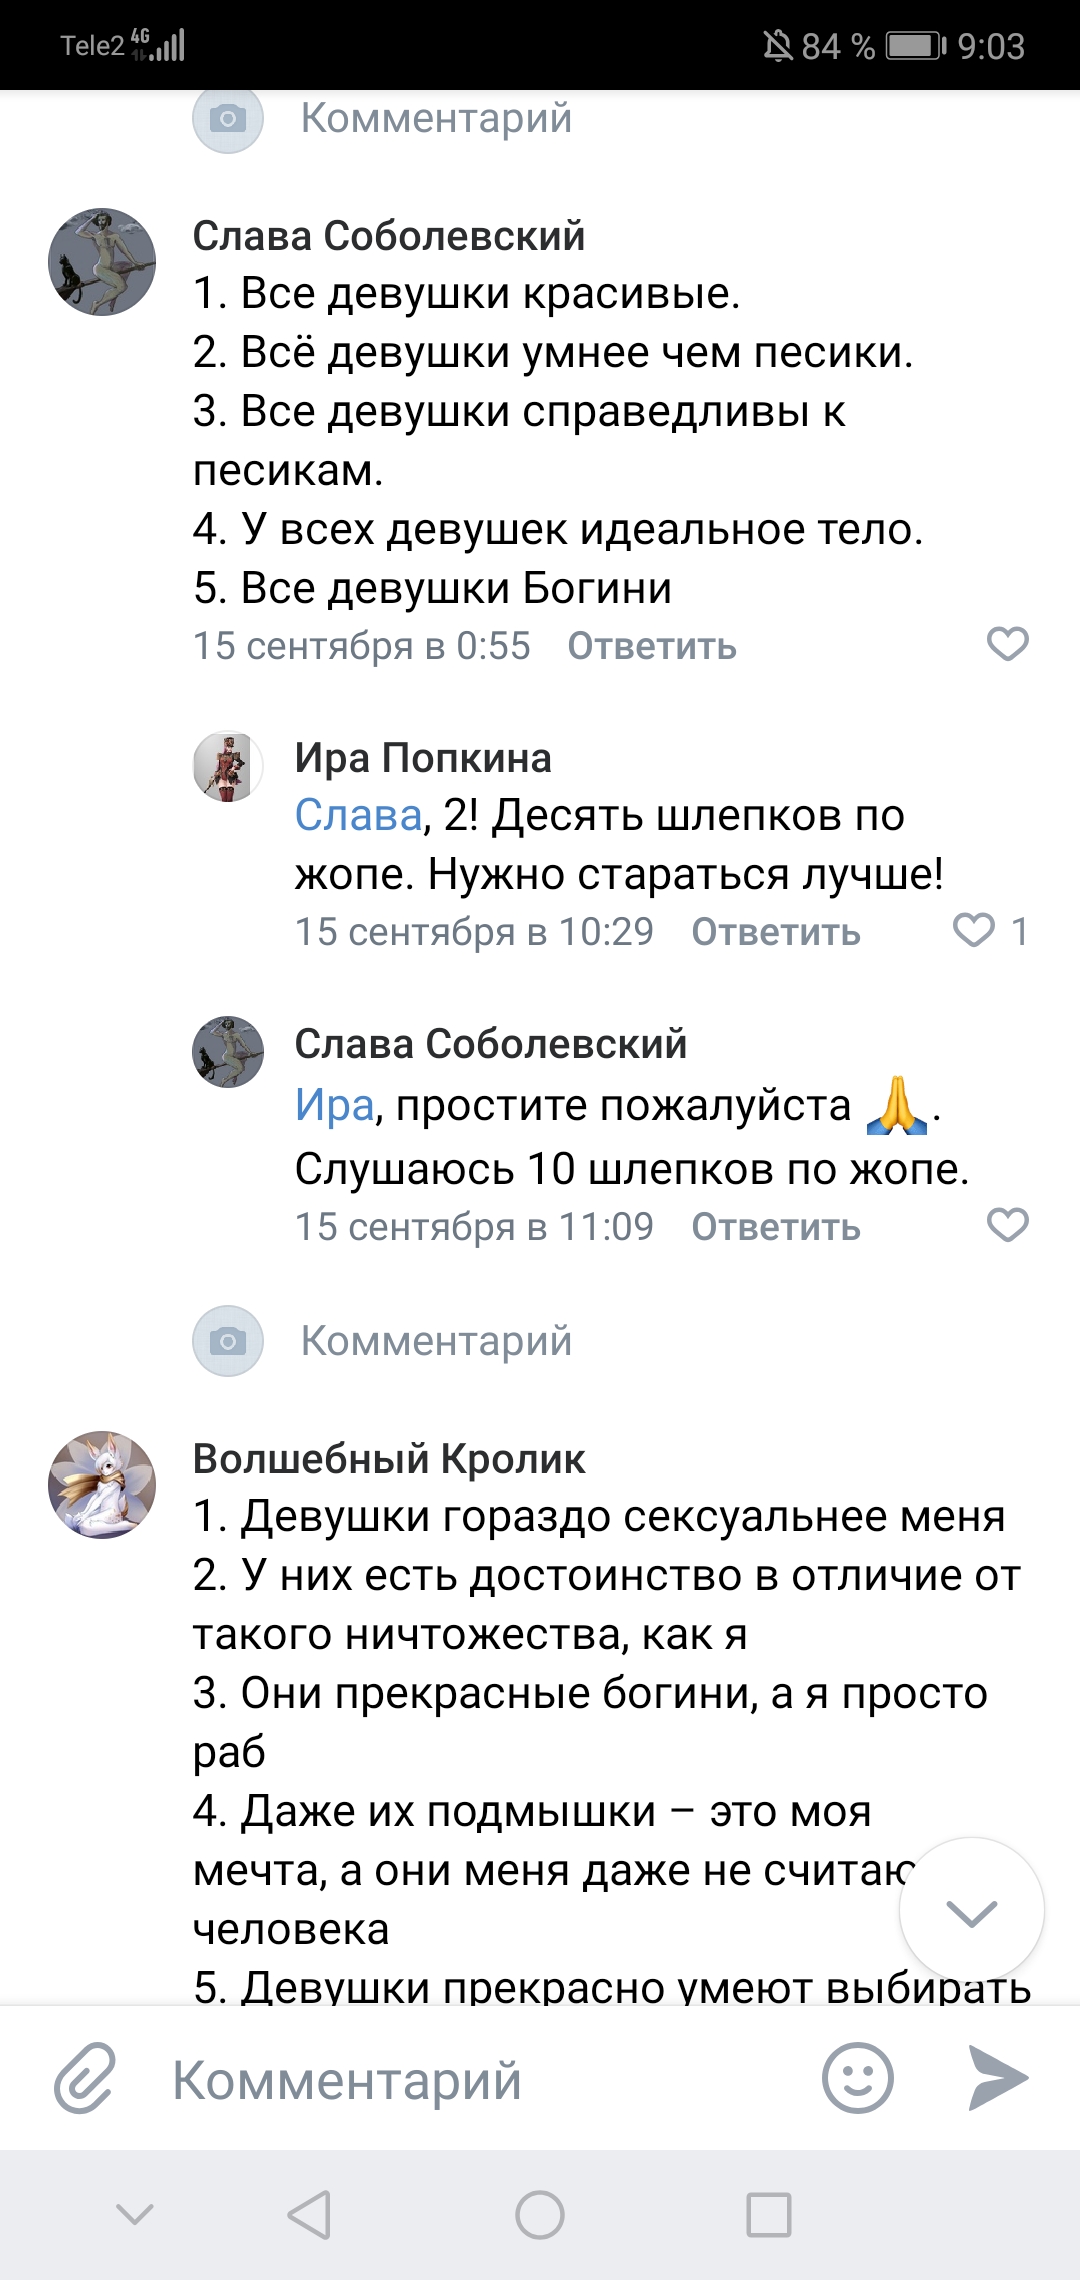 Tele2 4G 84 % 9:03
Комментарий
Слава Соболевский
1. Все девушки красивые.
2. Всё девушки умнее чем песики.
3. Все девушки справедливы к
песикам.
4. У всех девушек идеальное тело.
5. Все девушки Богини
15 сентября в 0:55 Ответить
Ира Попкина
Слава, 2! Десять шлепков по
жопе. Нужно стараться лучше!
15 сентября в 10:29 Ответить 1
Слава Соболевский
Ира, простите пожалуйста 🙏.
Слушаюсь 10 шлепков по жопе.
15 сентября в 11:09 Ответить
Комментарий
Волшебный Кролик
1. Девушки гораздо сексуальнее меня
2. У них есть достоинство в отличие от
такого ничтожества, как я
3. Они прекрасные богини, а я просто
раб
4. Даже их подмышки – это моя
мечта, а они меня даже не
человека
5. Девушки прекрасно умеют выбирать
Комментарий